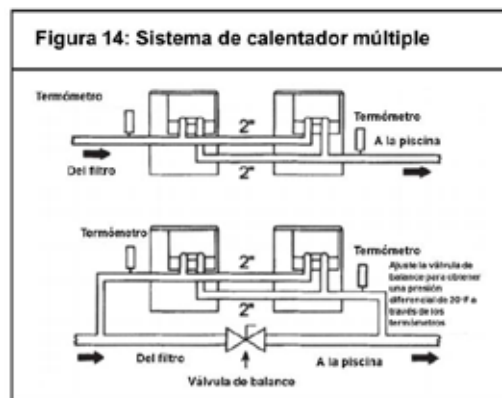 Figura 14: Sistema de calentador múltiple
Termómetro
2"
Termómetro
A la piscina
Del filtro
2"
Termómetro
2"
Termómetro
Ajuste la válvula de
balance para obtener
una presión
diferencial de 20°F a
través de los
termómetros
2"
Del filtro
A la piscina
Válvula de balance